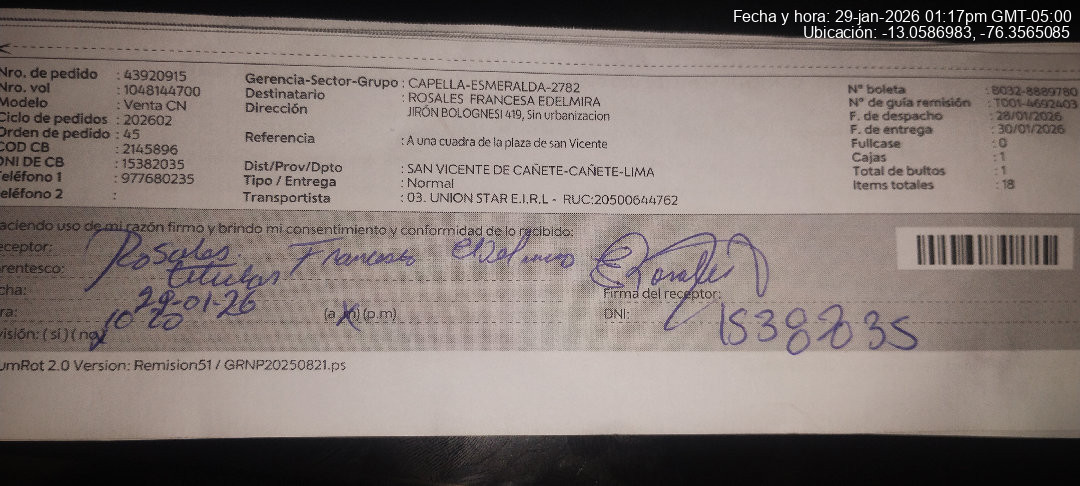 Fecha y hora: 29-jan-2026 01:17pm GMT-05:00
Ubicación: -13.0586983, -76.3565085
Nro. de pedido : 43920915
Nro. vol : 1048144700
Modelo : Venta CN
Ciclo de pedidos : 202602
Orden de pedido : 45
COD CB : 2145896
DNI DE CB : 15382035
Teléfono 1 : 977680235
eléfono 2 :
Gerencia-Sector-Grupo : CAPELLA-ESMERALDA-2782
Destinatario : ROSALES FRANCESA EDELMIRA
Dirección JIRÓN BOLOGNESI 419, Sin urbanizacion
Referencia : A una cuadra de la plaza de san Vicente
Dist/Prov/Dpto : SAN VICENTE DE CAÑETE-CAÑETE-LIMA
Tipo / Entrega : Normal
Transportista : 03. UNION STAR E.I.R.L - RUC:20500644762
N° boleta : B032-8889780
N° de guía remisión : T001-4692403
F. de despacho : 28/01/2026
F. de entrega : 30/01/2026
Fullcase : 0
Cajas : 1
Total de bultos : 1
Items totales : 18
aciendo uso de mi razón firmo y brindo mi consentimiento y conformidad de lo recibido:
eceptor: Rosales Francesa
rentesco: titular
cha: 29-01-26
ra: 10 20 (a.m) (p.m)
visión: ( si ) ( no )
Firma del receptor:
DNI: 15382035
umRot 2.0 Version: Remision51 / GRNP20250821.ps